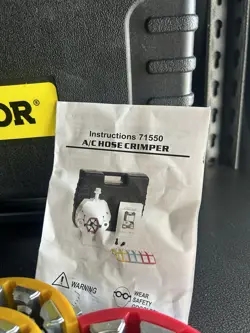 OR®
Instructions 71550
A/C HOSE CRIMPER
WARNING
WEAR
SAFETY